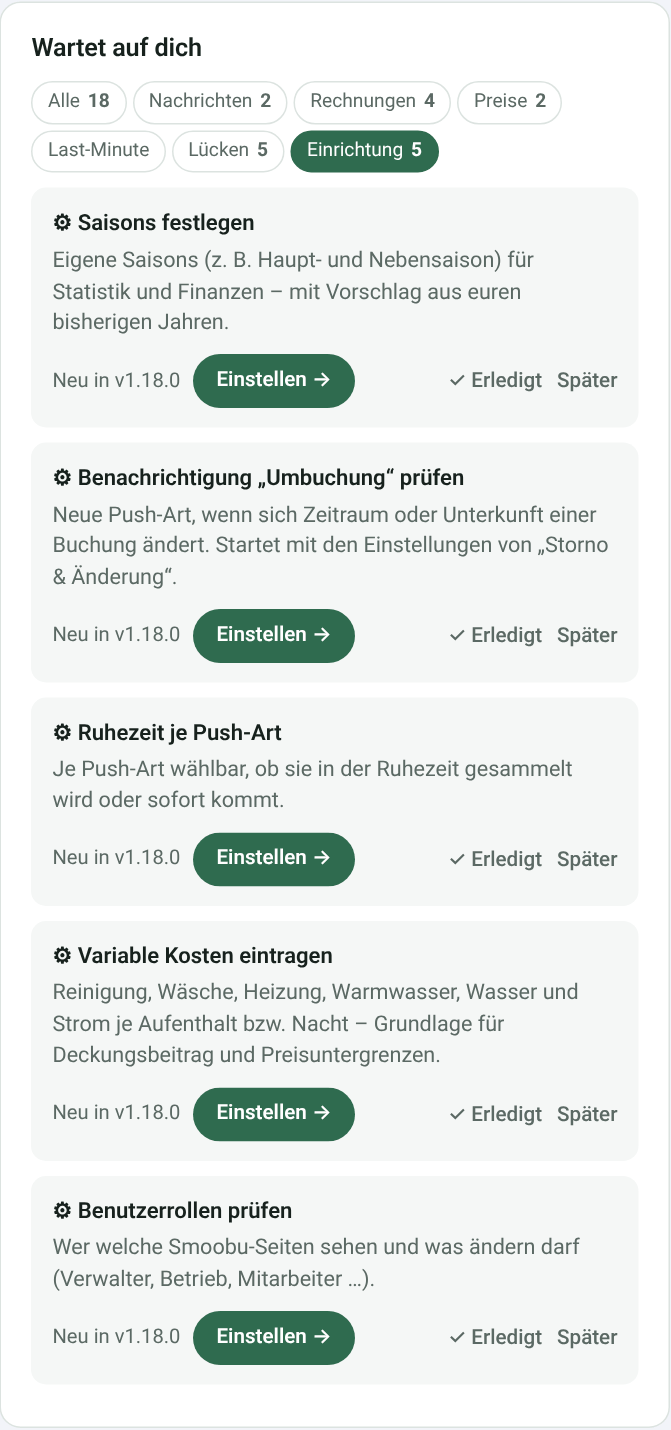 Wartet auf dich
Alle 18 Nachrichten 2 Rechnungen 4 Preise 2
Last-Minute Lücken 5 Einrichtung 5
⚙ Saisons festlegen
Eigene Saisons (z. B. Haupt- und Nebensaison) für
Statistik und Finanzen – mit Vorschlag aus euren
bisherigen Jahren.
Neu in v1.18.0 Einstellen → ✓ Erledigt Später
⚙ Benachrichtigung „Umbuchung“ prüfen
Neue Push-Art, wenn sich Zeitraum oder Unterkunft einer
Buchung ändert. Startet mit den Einstellungen von „Storno
& Änderung“.
Neu in v1.18.0 Einstellen → ✓ Erledigt Später
⚙ Ruhezeit je Push-Art
Je Push-Art wählbar, ob sie in der Ruhezeit gesammelt
wird oder sofort kommt.
Neu in v1.18.0 Einstellen → ✓ Erledigt Später
⚙ Variable Kosten eintragen
Reinigung, Wäsche, Heizung, Warmwasser, Wasser und
Strom je Aufenthalt bzw. Nacht – Grundlage für
Deckungsbeitrag und Preisuntergrenzen.
Neu in v1.18.0 Einstellen → ✓ Erledigt Später
⚙ Benutzerrollen prüfen
Wer welche Smoobu-Seiten sehen und was ändern darf
(Verwalter, Betrieb, Mitarbeiter …).
Neu in v1.18.0 Einstellen → ✓ Erledigt Später